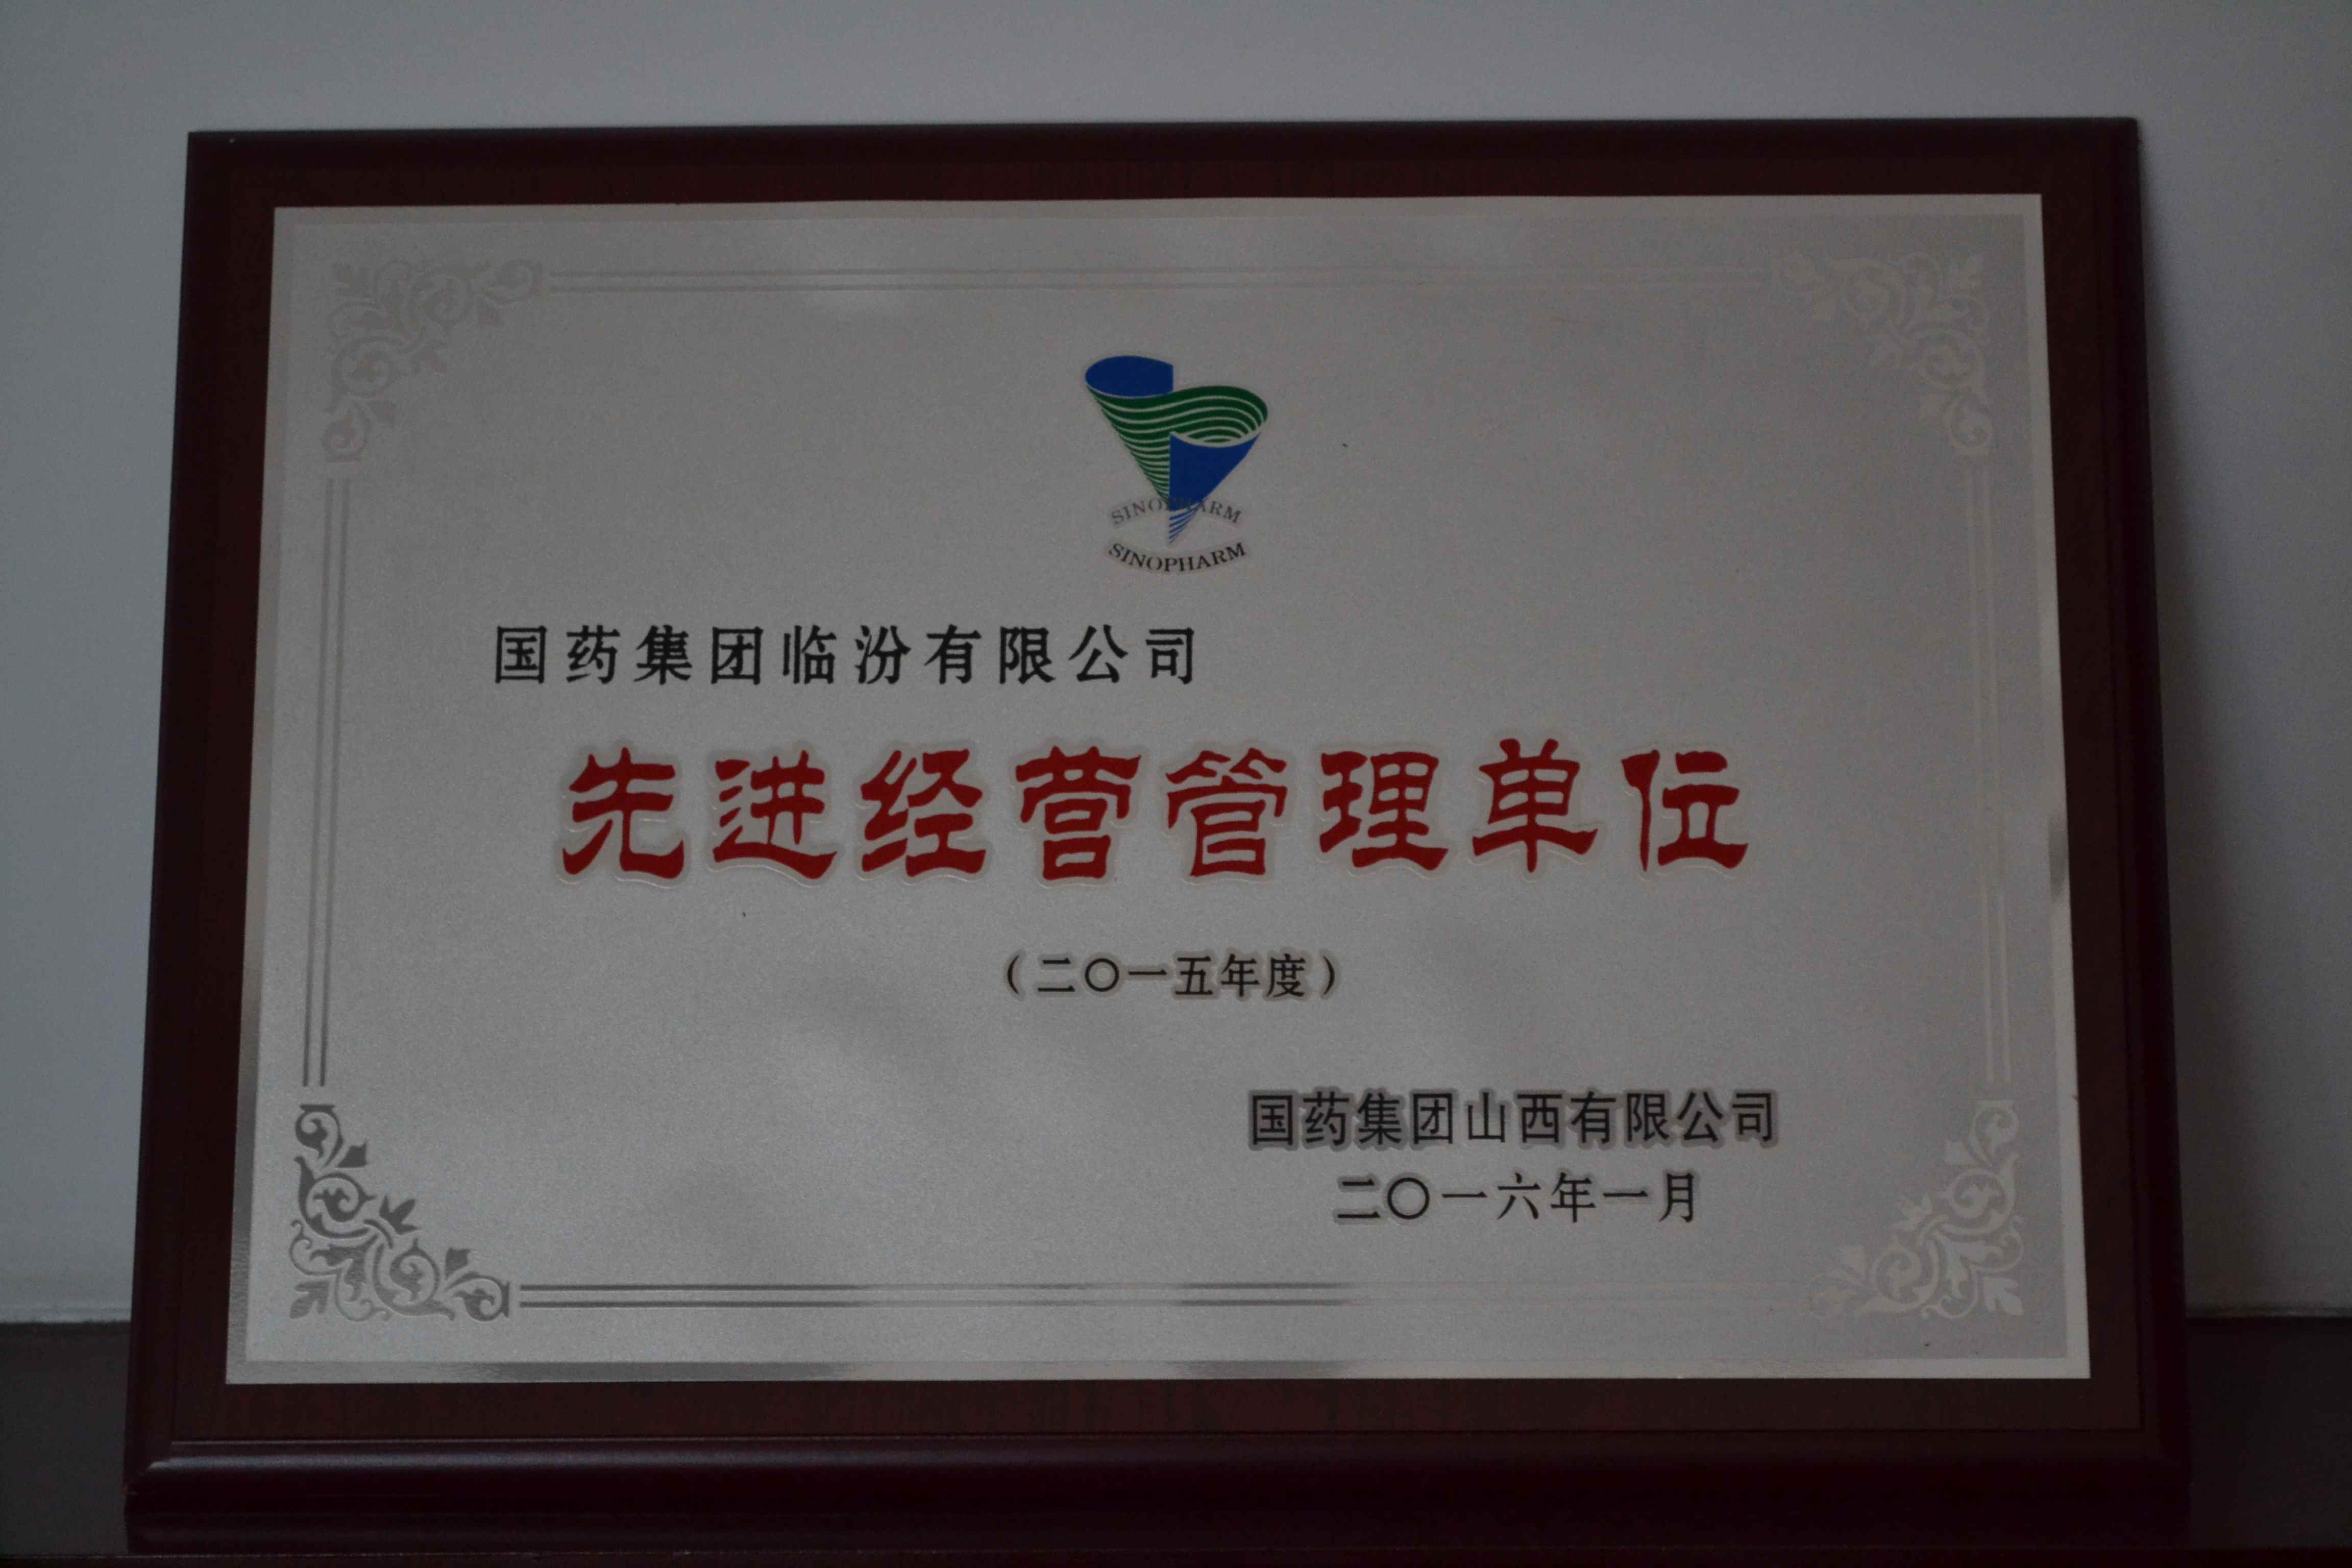 SINOPHARM
SINOPHARM
国药集团临汾有限公司
先进经营管理单位
（二〇一五年度）
国药集团山西有限公司
二〇一六年一月